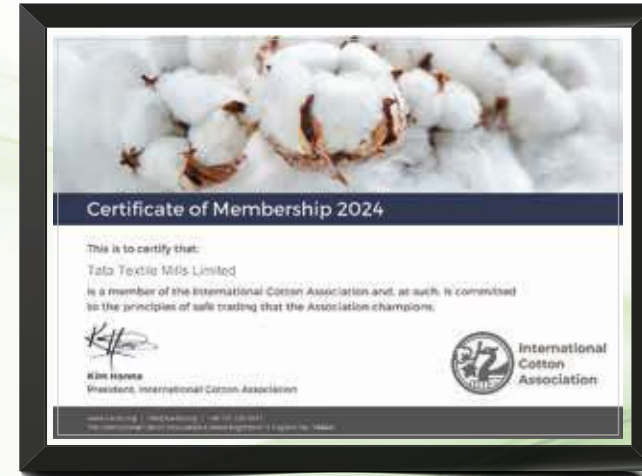 Certificate of Membership 2024
This is to certify that:
Tata Textile Mills Limited
is a member of the International Cotton Association and, as such, is committed
to the principles of safe trading that the Association champions.
Kim Hanna
President, International Cotton Association
International
Cotton
Association